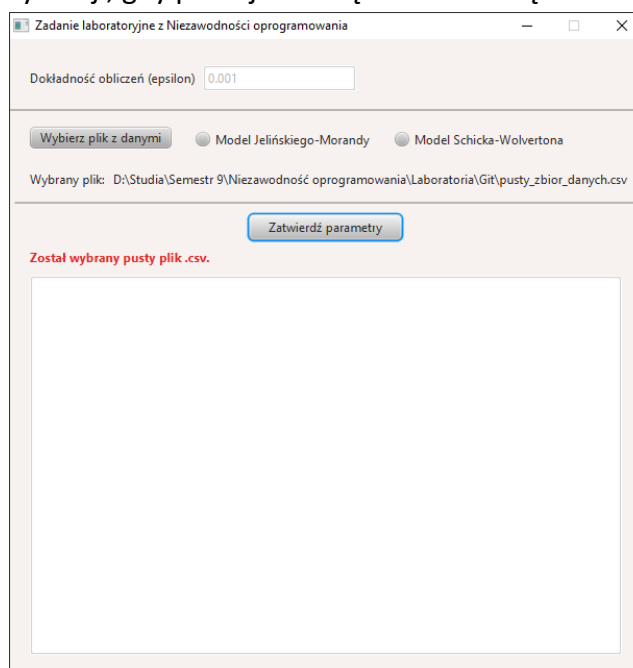 Zadanie laboratoryjne z Niezawodności oprogramowania
Dokładność obliczeń (epsilon) 0.001
Wybierz plik z danymi Model Jelińskiego-Morandy Model Schicka-Wolvertona
Wybrany plik: D:\Studia\Semestr 9\Niezawodność oprogramowania\Laboratoria\Git\pusty_zbior_danych.csv
Zatwierdź parametry
Został wybrany pusty plik .csv.